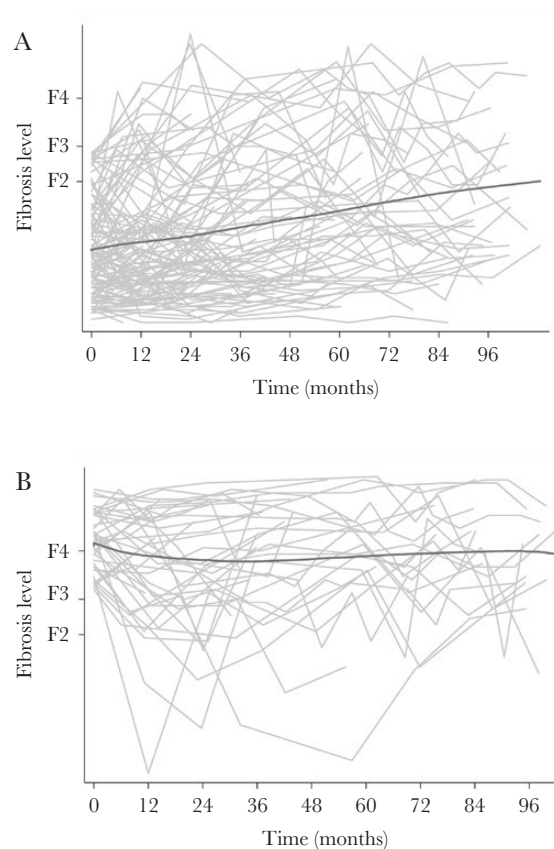 A
F4
F3
F2
Fibrosis level
0 12 24 36 48 60 72 84 96
Time (months)
B
F4
F3
F2
Fibrosis level
0 12 24 36 48 60 72 84 96
Time (months)